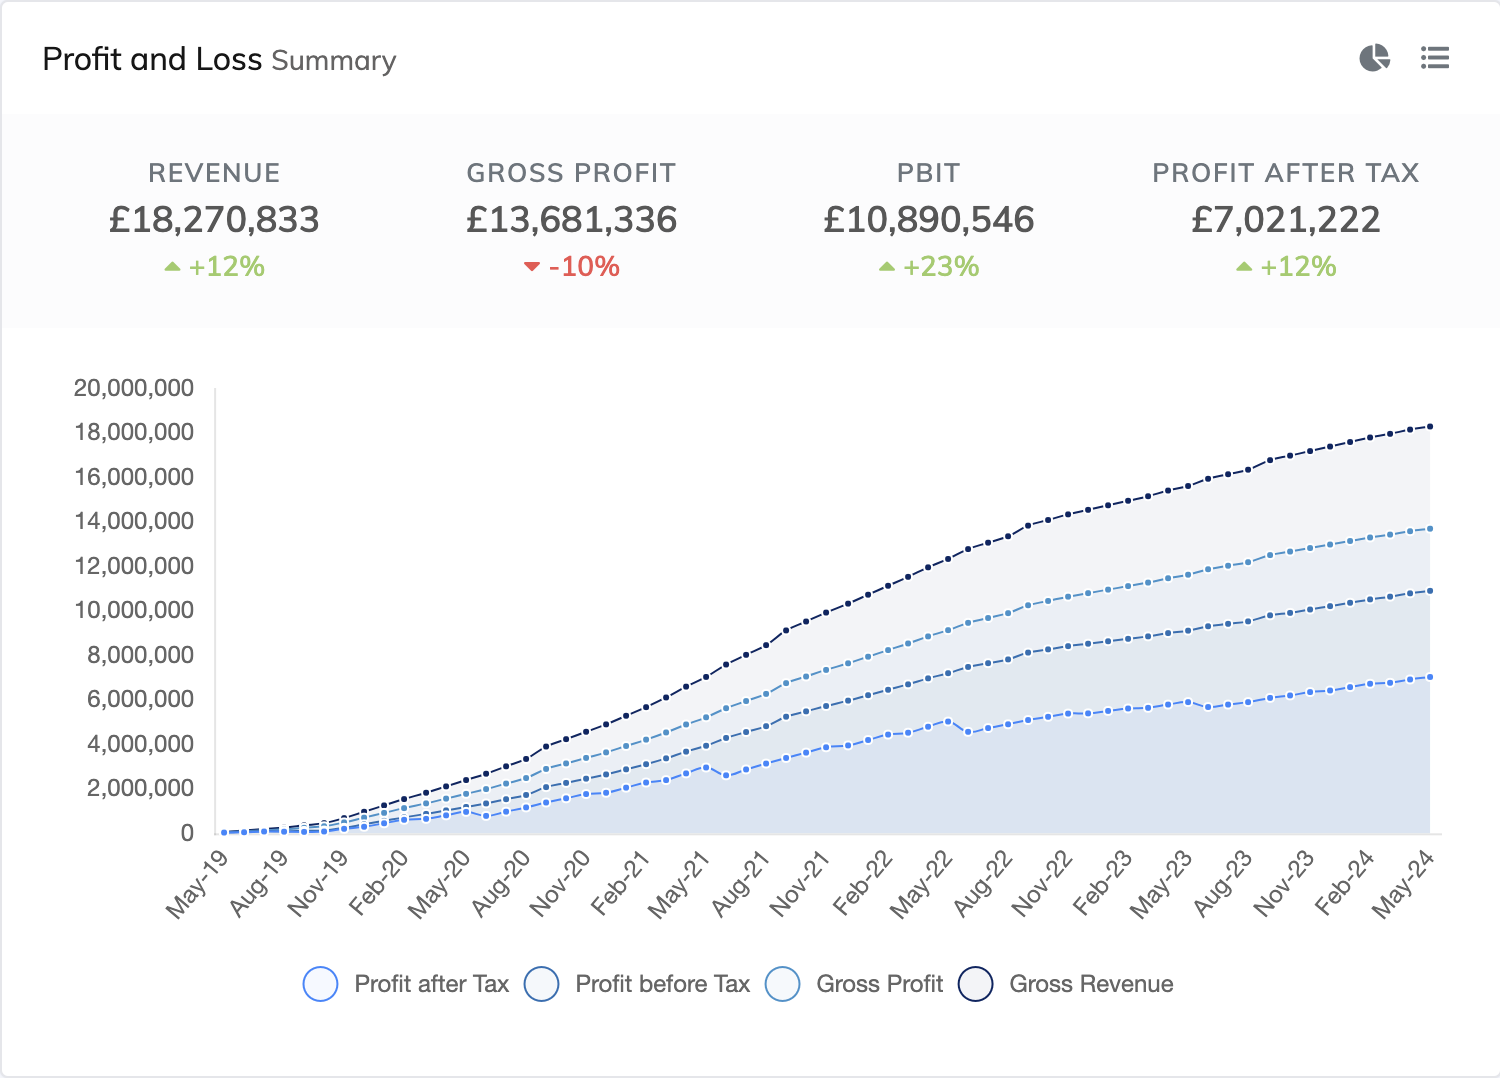 Profit and Loss Summary
REVENUE
£18,270,833
+12%
GROSS PROFIT
£13,681,336
-10%
PBIT
£10,890,546
+23%
PROFIT AFTER TAX
£7,021,222
+12%
20,000,000
18,000,000
16,000,000
14,000,000
12,000,000
10,000,000
8,000,000
6,000,000
4,000,000
2,000,000
0
May-19
Aug-19
Nov-19
Feb-20
May-20
Aug-20
Nov-20
Feb-21
May-21
Aug-21
Nov-21
Feb-22
May-22
Aug-22
Nov-22
Feb-23
May-23
Aug-23
Nov-23
Feb-24
May-24
Profit after Tax
Profit before Tax
Gross Profit
Gross Revenue